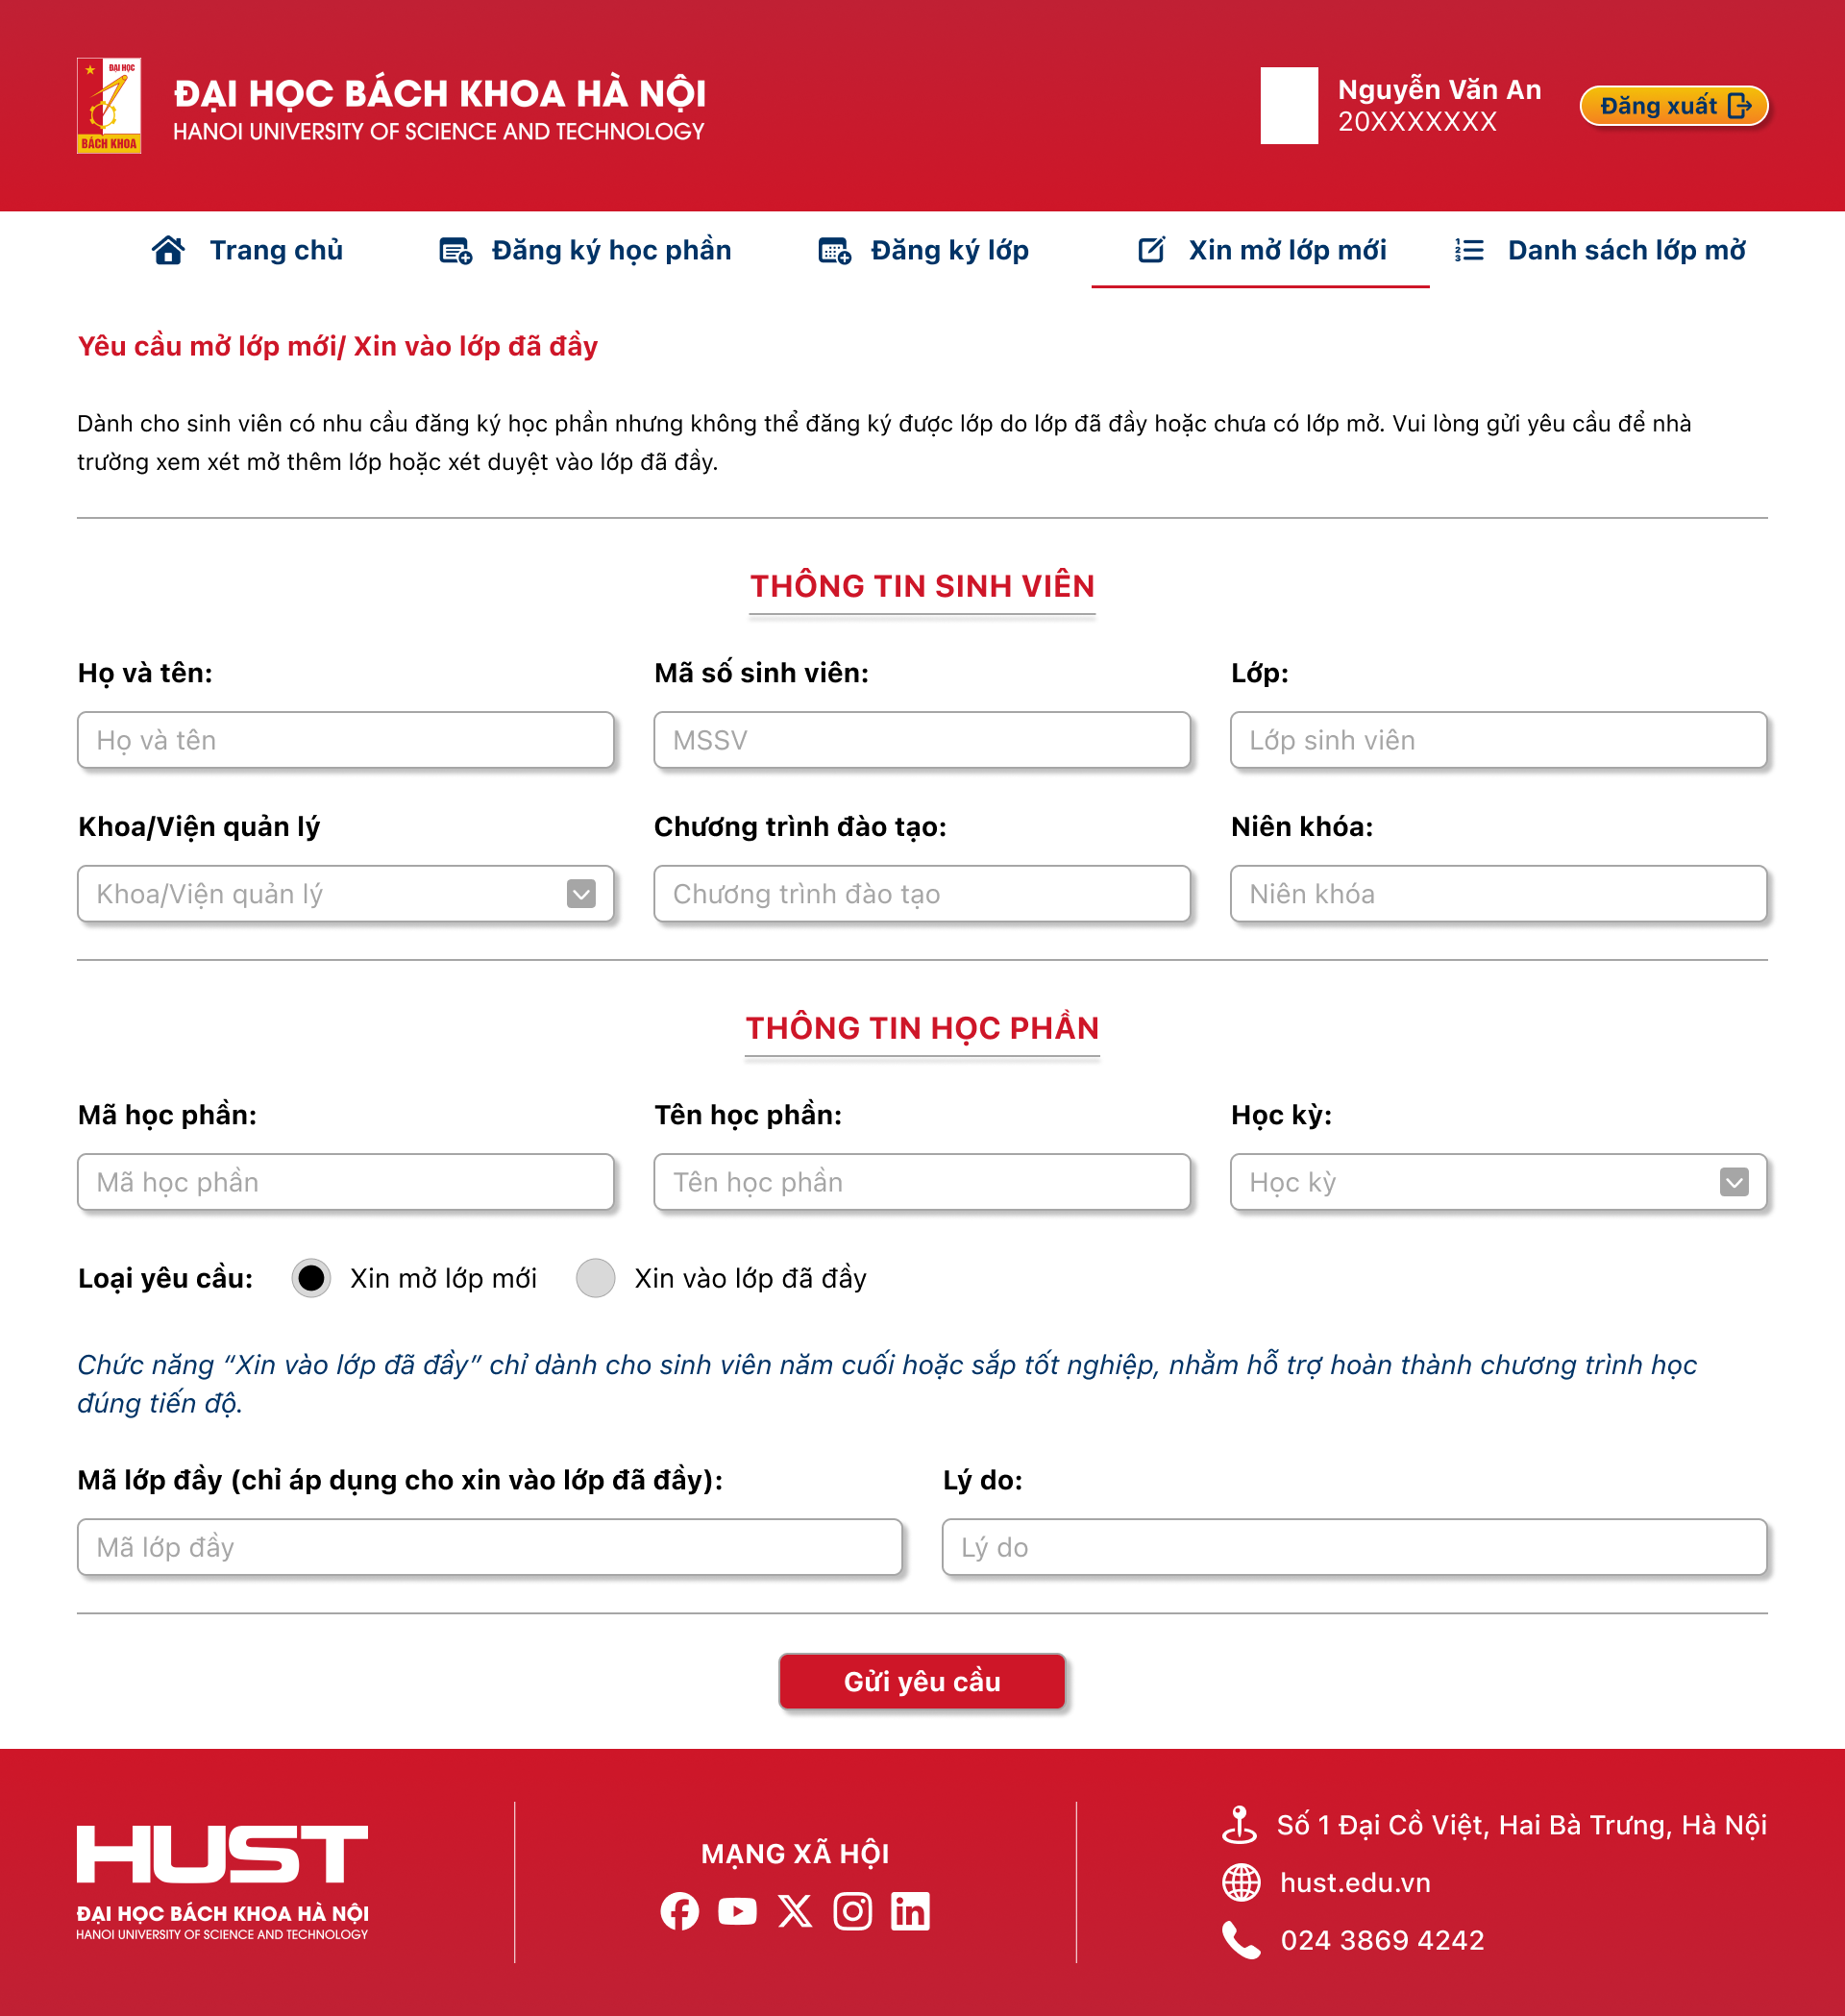 ĐẠI HỌC
BÁCH KHOA
ĐẠI HỌC BÁCH KHOA HÀ NỘI
HANOI UNIVERSITY OF SCIENCE AND TECHNOLOGY
Nguyễn Văn An
20XXXXXXX
Đăng xuất
Trang chủ
Đăng ký học phần
Đăng ký lớp
Xin mở lớp mới
Danh sách lớp mở
Yêu cầu mở lớp mới/ Xin vào lớp đã đầy
Dành cho sinh viên có nhu cầu đăng ký học phần nhưng không thể đăng ký được lớp do lớp đã đầy hoặc chưa có lớp mở. Vui lòng gửi yêu cầu để nhà
trường xem xét mở thêm lớp hoặc xét duyệt vào lớp đã đầy.
THÔNG TIN SINH VIÊN
Họ và tên:
Mã số sinh viên:
Lớp:
Họ và tên
MSSV
Lớp sinh viên
Khoa/Viện quản lý
Chương trình đào tạo:
Niên khóa:
Khoa/Viện quản lý
Chương trình đào tạo
Niên khóa
THÔNG TIN HỌC PHẦN
Mã học phần:
Tên học phần:
Học kỳ:
Mã học phần
Tên học phần
Học kỳ
Loại yêu cầu:
Xin mở lớp mới
Xin vào lớp đã đầy
Chức năng “Xin vào lớp đã đầy” chỉ dành cho sinh viên năm cuối hoặc sắp tốt nghiệp, nhằm hỗ trợ hoàn thành chương trình học
đúng tiến độ.
Mã lớp đầy (chỉ áp dụng cho xin vào lớp đã đầy):
Lý do:
Mã lớp đầy
Lý do
Gửi yêu cầu
HUST
ĐẠI HỌC BÁCH KHOA HÀ NỘI
HANOI UNIVERSITY OF SCIENCE AND TECHNOLOGY
MẠNG XÃ HỘI
Số 1 Đại Cồ Việt, Hai Bà Trưng, Hà Nội
hust.edu.vn
024 3869 4242